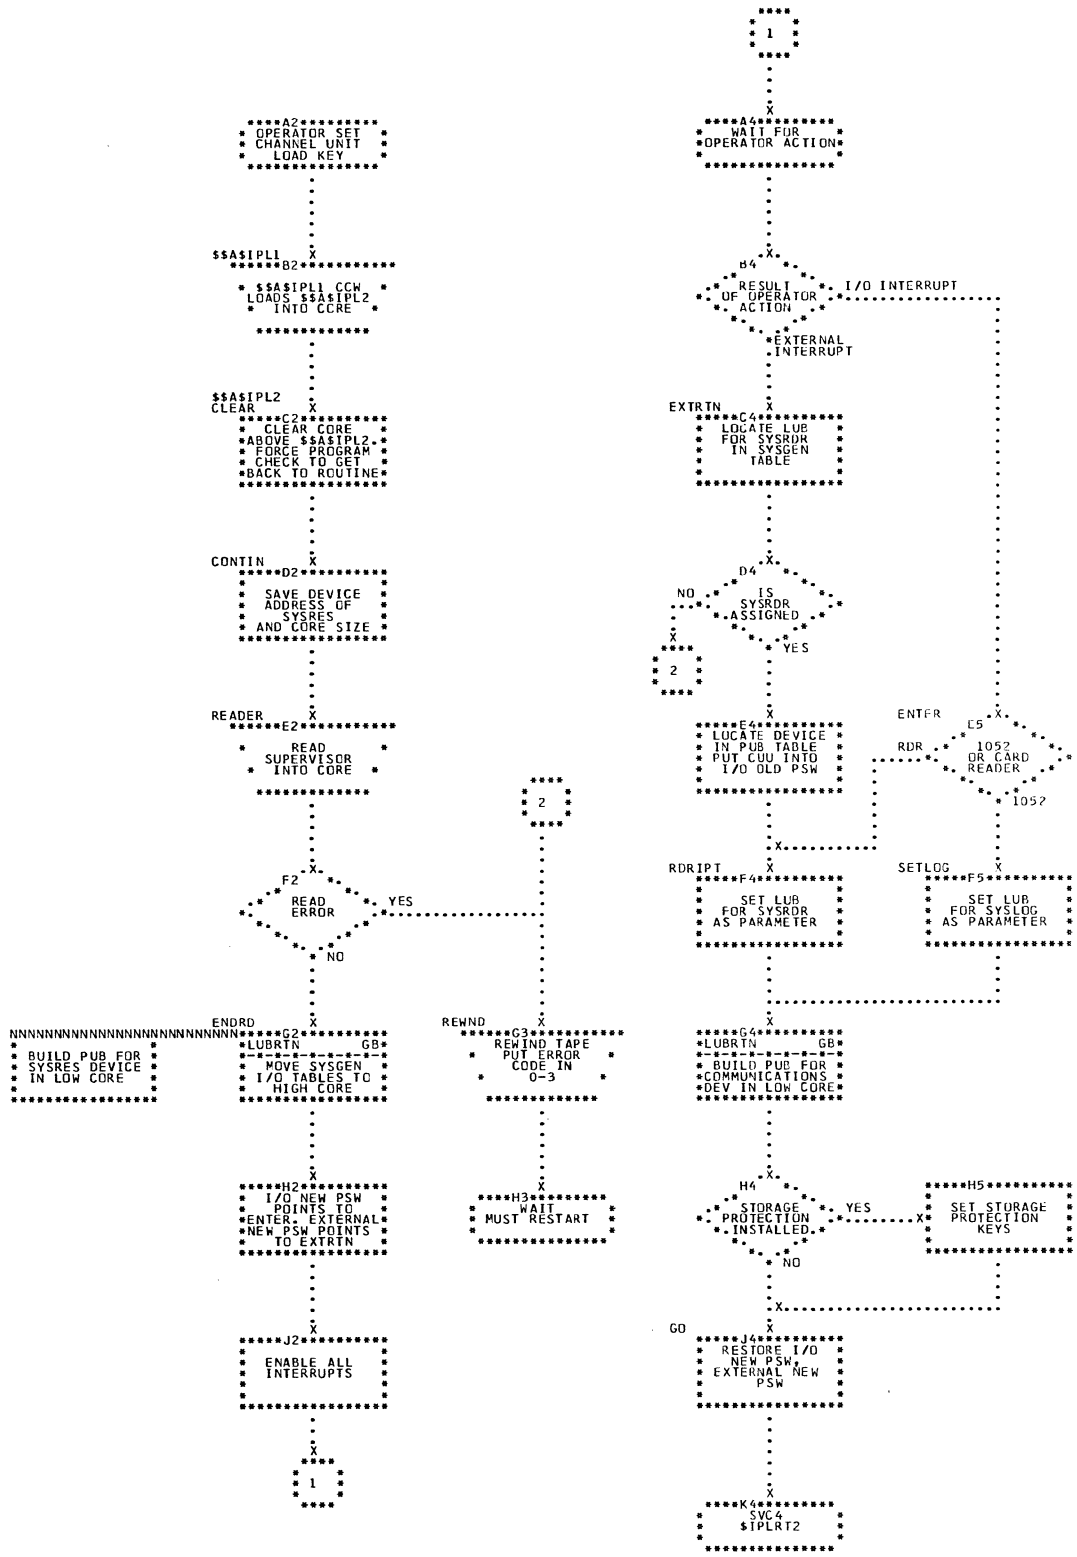 1
A2
OPERATOR SET
CHANNEL UNIT
LOAD KEY
$$A$IPL1
B2
$$A$IPL1 CCW
LOADS $$A$IPL2
INTO CCRE
$$A$IPL2
CLEAR
C2
CLEAR CORE
ABOVE $$A$IPL2.
FORCE PROGRAM
CHECK TO GET
BACK TO ROUTINE
CONTIN
D2
SAVE DEVICE
ADDRESS OF
SYSRES
AND CORE SIZE
READER
E2
READ
SUPERVISOR
INTO CORE
F2
READ
ERROR
YES
NO
ENDRD
NNNNNNNNNNNNNNNNNNNNNNNNNN
BUILD PUB FOR
SYSRES DEVICE
IN LOW CORE
G2
LUBRTN GB
MOVE SYSGEN
I/O TABLES TO
HIGH CORE
H2
I/O NEW PSW
POINTS TO
ENTER. EXTERNAL
NEW PSW POINTS
TO EXTRTN
J2
ENABLE ALL
INTERRUPTS
1
2
REWND
G3
REWIND TAPE
PUT ERROR
CODE IN
0-3
H3
WAIT
MUST RESTART
A4
WAIT FOR
OPERATOR ACTION
B4
RESULT
OF OPERATOR
ACTION
I/O INTERRUPT
EXTERNAL
INTERRUPT
EXTRTN
C4
LOCATE LUB
FOR SYSRDR
IN SYSGEN
TABLE
D4
IS
SYSRDR
ASSIGNED
NO
YES
2
E4
LOCATE DEVICE
IN PUB TABLE
PUT CUU INTO
I/O OLD PSW
ENTER
E5
1052
OR CARD
READER
RDR
1052
RDRIPT
F4
SET LUB
FOR SYSRDR
AS PARAMETER
SETLOG
F5
SET LUB
FOR SYSLOG
AS PARAMETER
G4
LUBRTN GB
BUILD PUB FOR
COMMUNICATIONS
DEV IN LOW CORE
H4
STORAGE
PROTECTION
INSTALLED
YES
NO
H5
SET STORAGE
PROTECTION
KEYS
GO
J4
RESTORE I/O
NEW PSW,
EXTERNAL NEW
PSW
K4
SVC4
$IPLRT2